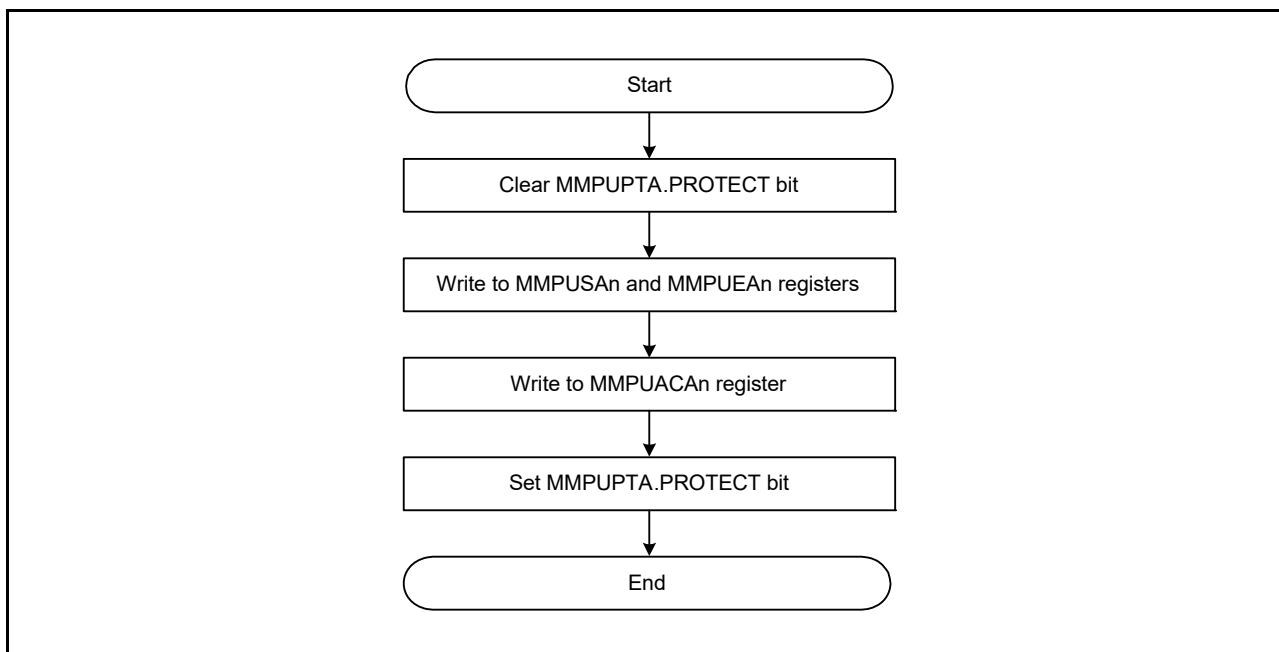 Start
Clear MMPUPTA.PROTECT bit
Write to MMPUSAn and MMPUEAn registers
Write to MMPUACAn register
Set MMPUPTA.PROTECT bit
End